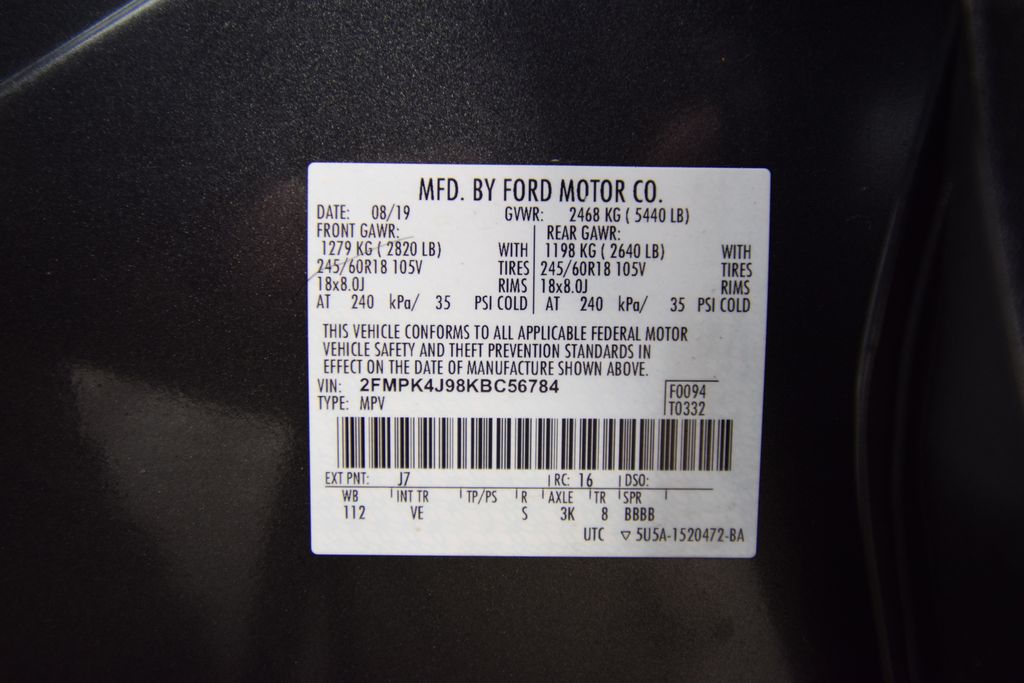 MFD. BY FORD MOTOR CO.
DATE: 08/19 GVWR: 2468 KG ( 5440 LB)
FRONT GAWR: REAR GAWR:
1279 KG ( 2820 LB) WITH 1198 KG ( 2640 LB) WITH
245/60R18 105V TIRES 245/60R18 105V TIRES
18x8.0J RIMS 18x8.0J RIMS
AT 240 kPa/ 35 PSI COLD AT 240 kPa/ 35 PSI COLD
THIS VEHICLE CONFORMS TO ALL APPLICABLE FEDERAL MOTOR
VEHICLE SAFETY AND THEFT PREVENTION STANDARDS IN
EFFECT ON THE DATE OF MANUFACTURE SHOWN ABOVE.
VIN: 2FMPK4J98KBC56784 F0094
TYPE: MPV T0332
EXT PNT: J7 RC: 16 DSO:
WB INT TR TP/PS R AXLE TR SPR
112 VE S 3K 8 BBBB
UTC ▽ 5U5A-1520472-BA